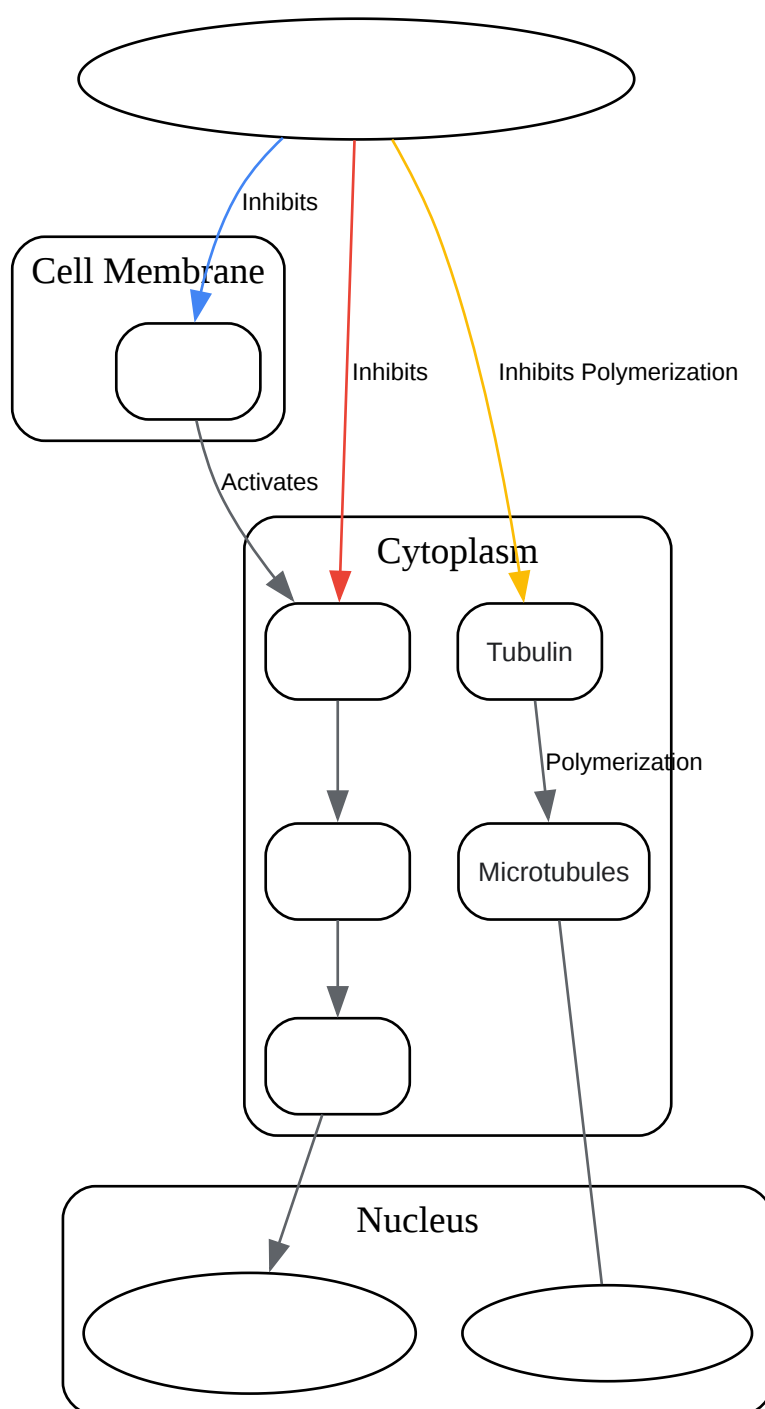 Inhibits
Cell Membrane
Inhibits
Inhibits Polymerization
Activates
Cytoplasm
Tubulin
Polymerization
Microtubules
Nucleus